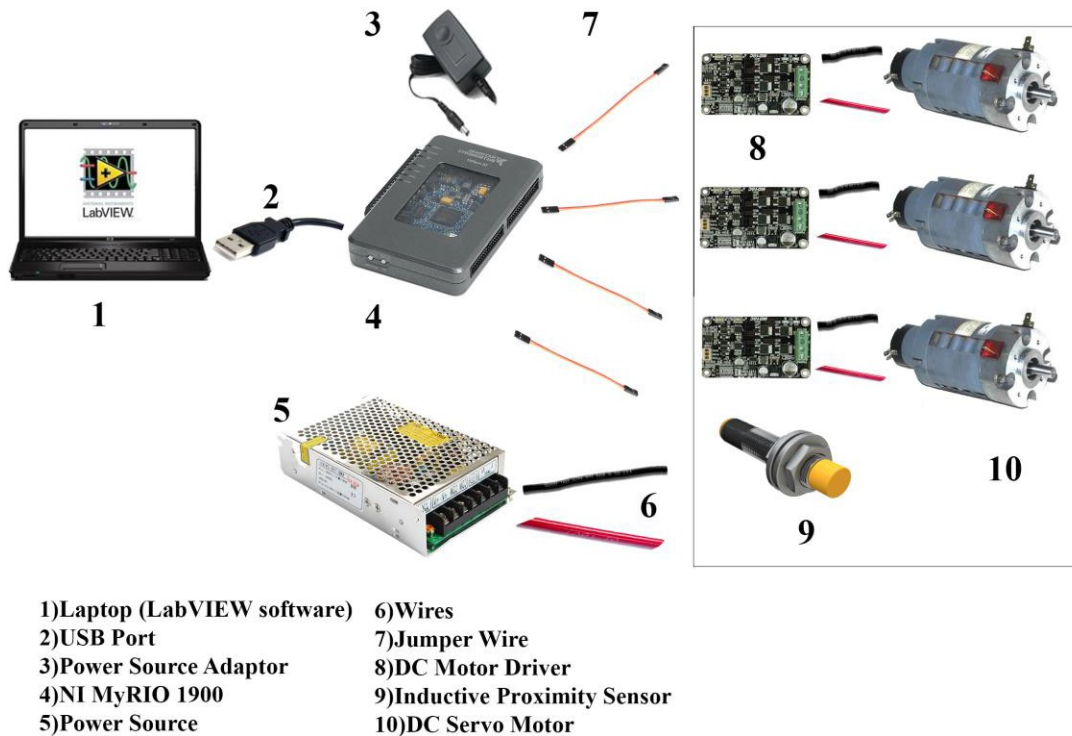 3
7
8
2
NATIONAL INSTRUMENTS
LabVIEW
1
4
5
6
9
10
1)Laptop (LabVIEW software)
2)USB Port
3)Power Source Adaptor
4)NI MyRIO 1900
5)Power Source
6)Wires
7)Jumper Wire
8)DC Motor Driver
9)Inductive Proximity Sensor
10)DC Servo Motor